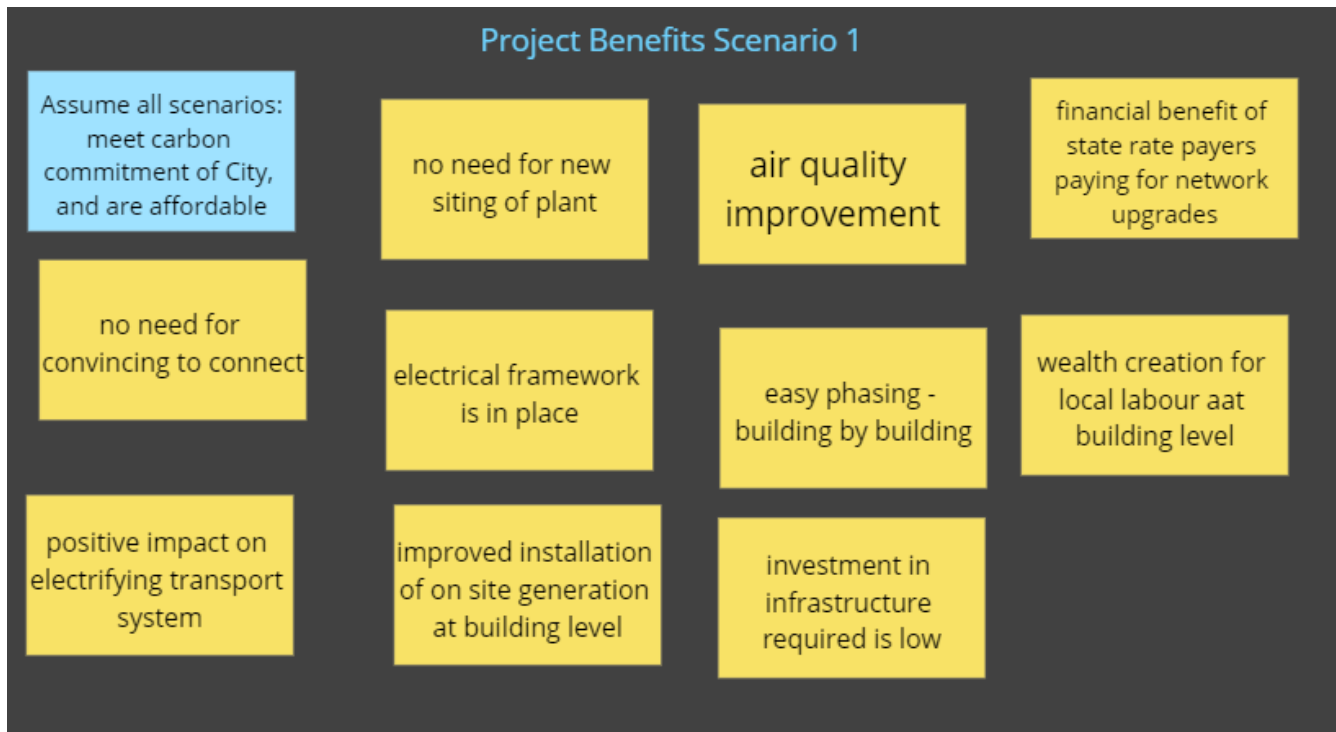 Project Benefits Scenario 1
Assume all scenarios:
meet carbon
commitment of City,
and are affordable
no need for new
siting of plant
air quality
improvement
financial benefit of
state rate payers
paying for network
upgrades
no need for
convincing to connect
electrical framework
is in place
easy phasing -
building by building
wealth creation for
local labour aat
building level
positive impact on
electrifying transport
system
improved installation
of on site generation
at building level
investment in
infrastructure
required is low